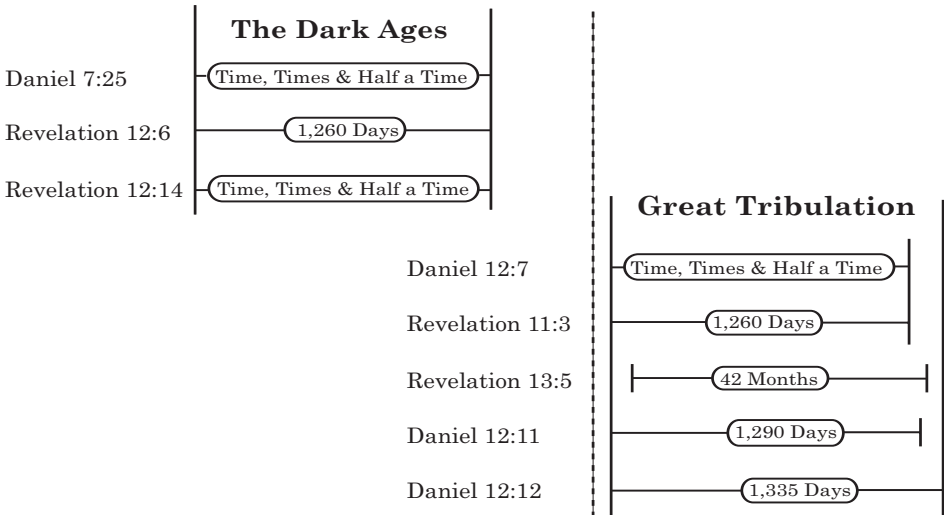 The Dark Ages
Daniel 7:25 Time, Times & Half a Time
Revelation 12:6 1,260 Days
Revelation 12:14 Time, Times & Half a Time
Great Tribulation
Daniel 12:7 Time, Times & Half a Time
Revelation 11:3 1,260 Days
Revelation 13:5 42 Months
Daniel 12:11 1,290 Days
Daniel 12:12 1,335 Days